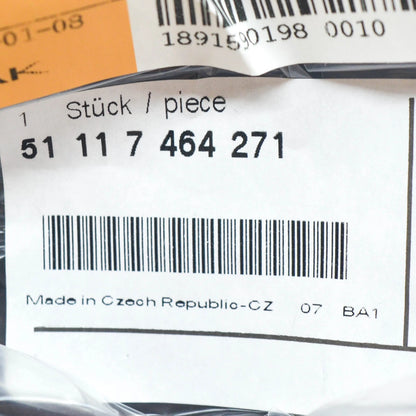 -01-08
AK
1891590198 0010
1 Stück / piece
51 11 7 464 271
Made in Czech Republic-CZ 07 BA1